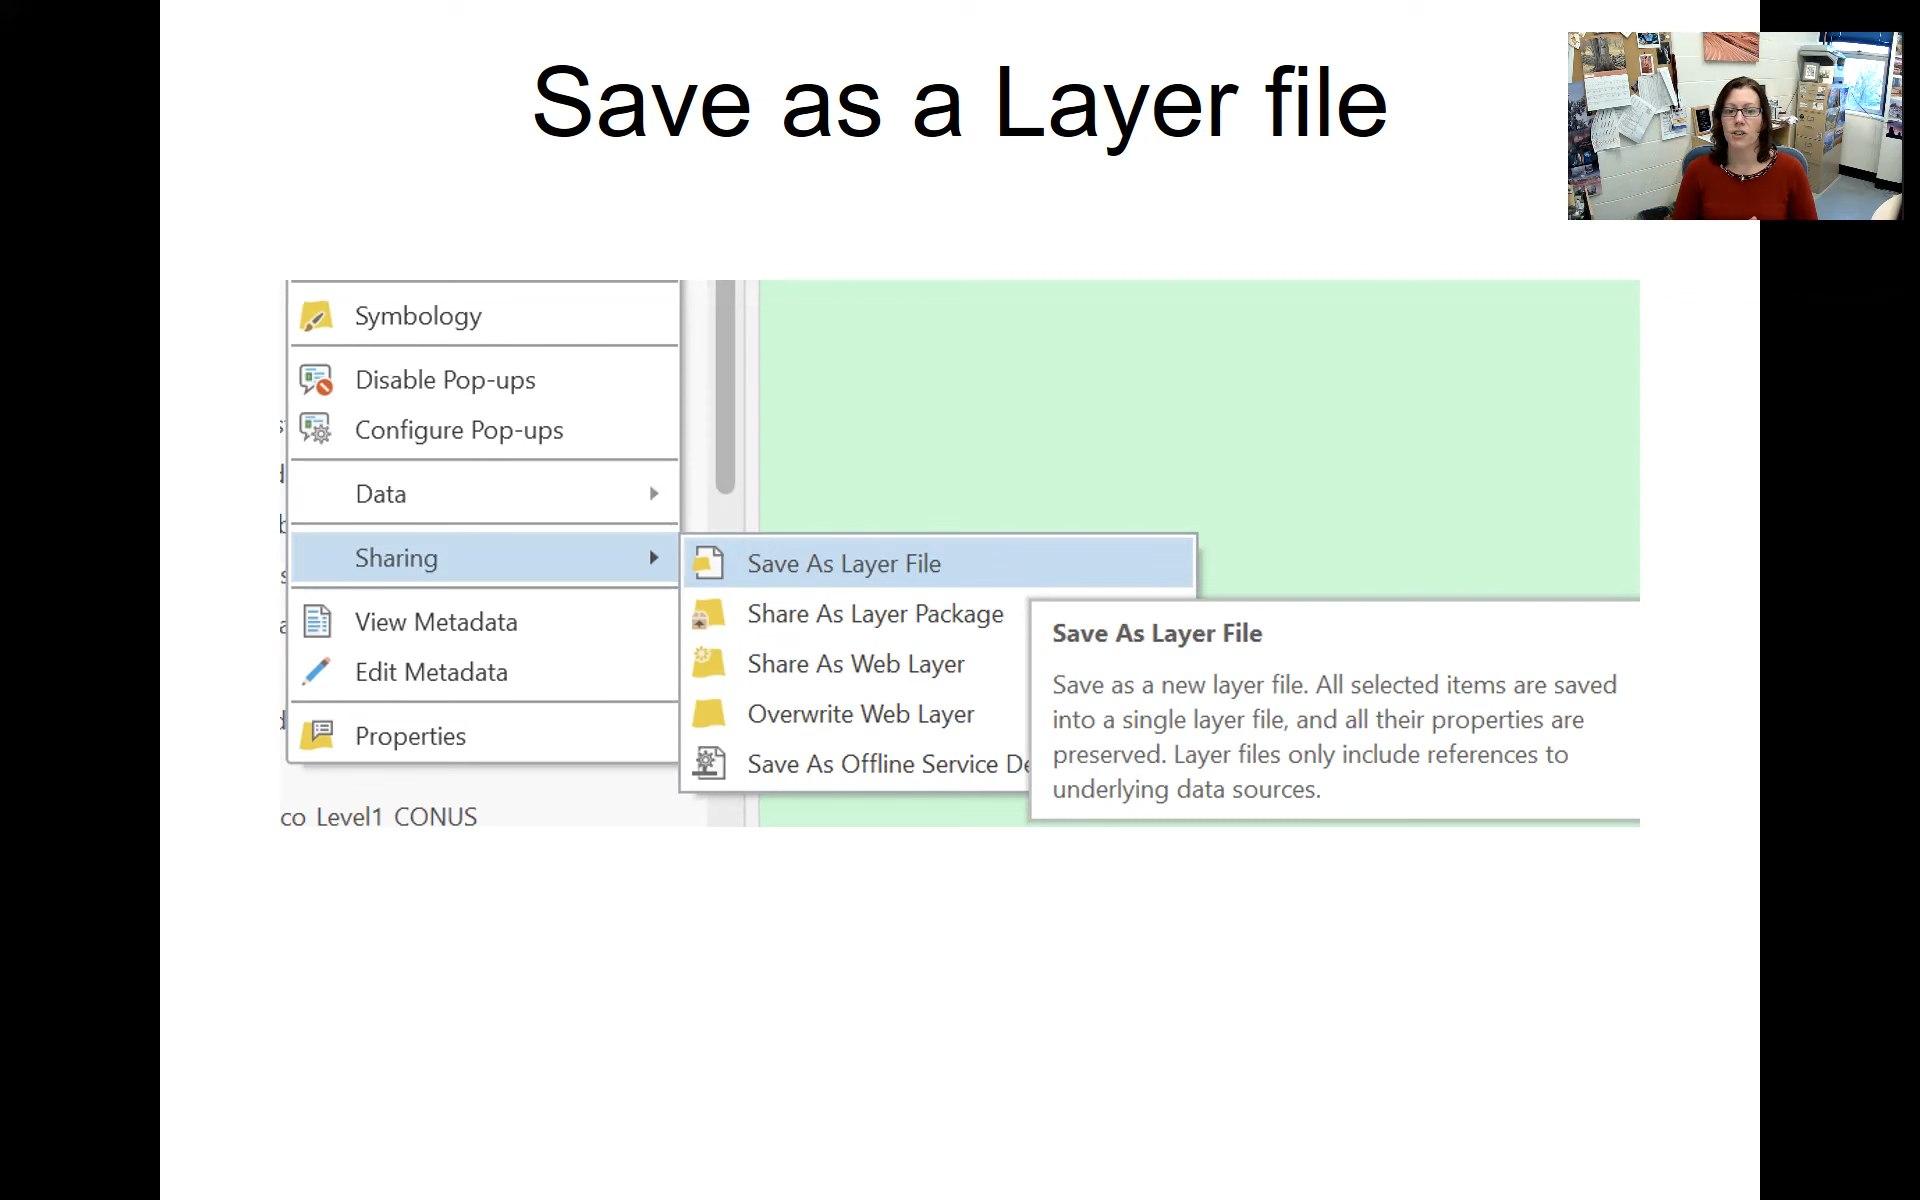 Save as a Layer file
Symbology
Disable Pop-ups
Configure Pop-ups
Data
Sharing
View Metadata
Edit Metadata
Properties
co Level1 CONUS
Save As Layer File
Share As Layer Package
Share As Web Layer
Overwrite Web Layer
Save As Offline Service De
Save As Layer File
Save as a new layer file. All selected items are saved
into a single layer file, and all their properties are
preserved. Layer files only include references to
underlying data sources.